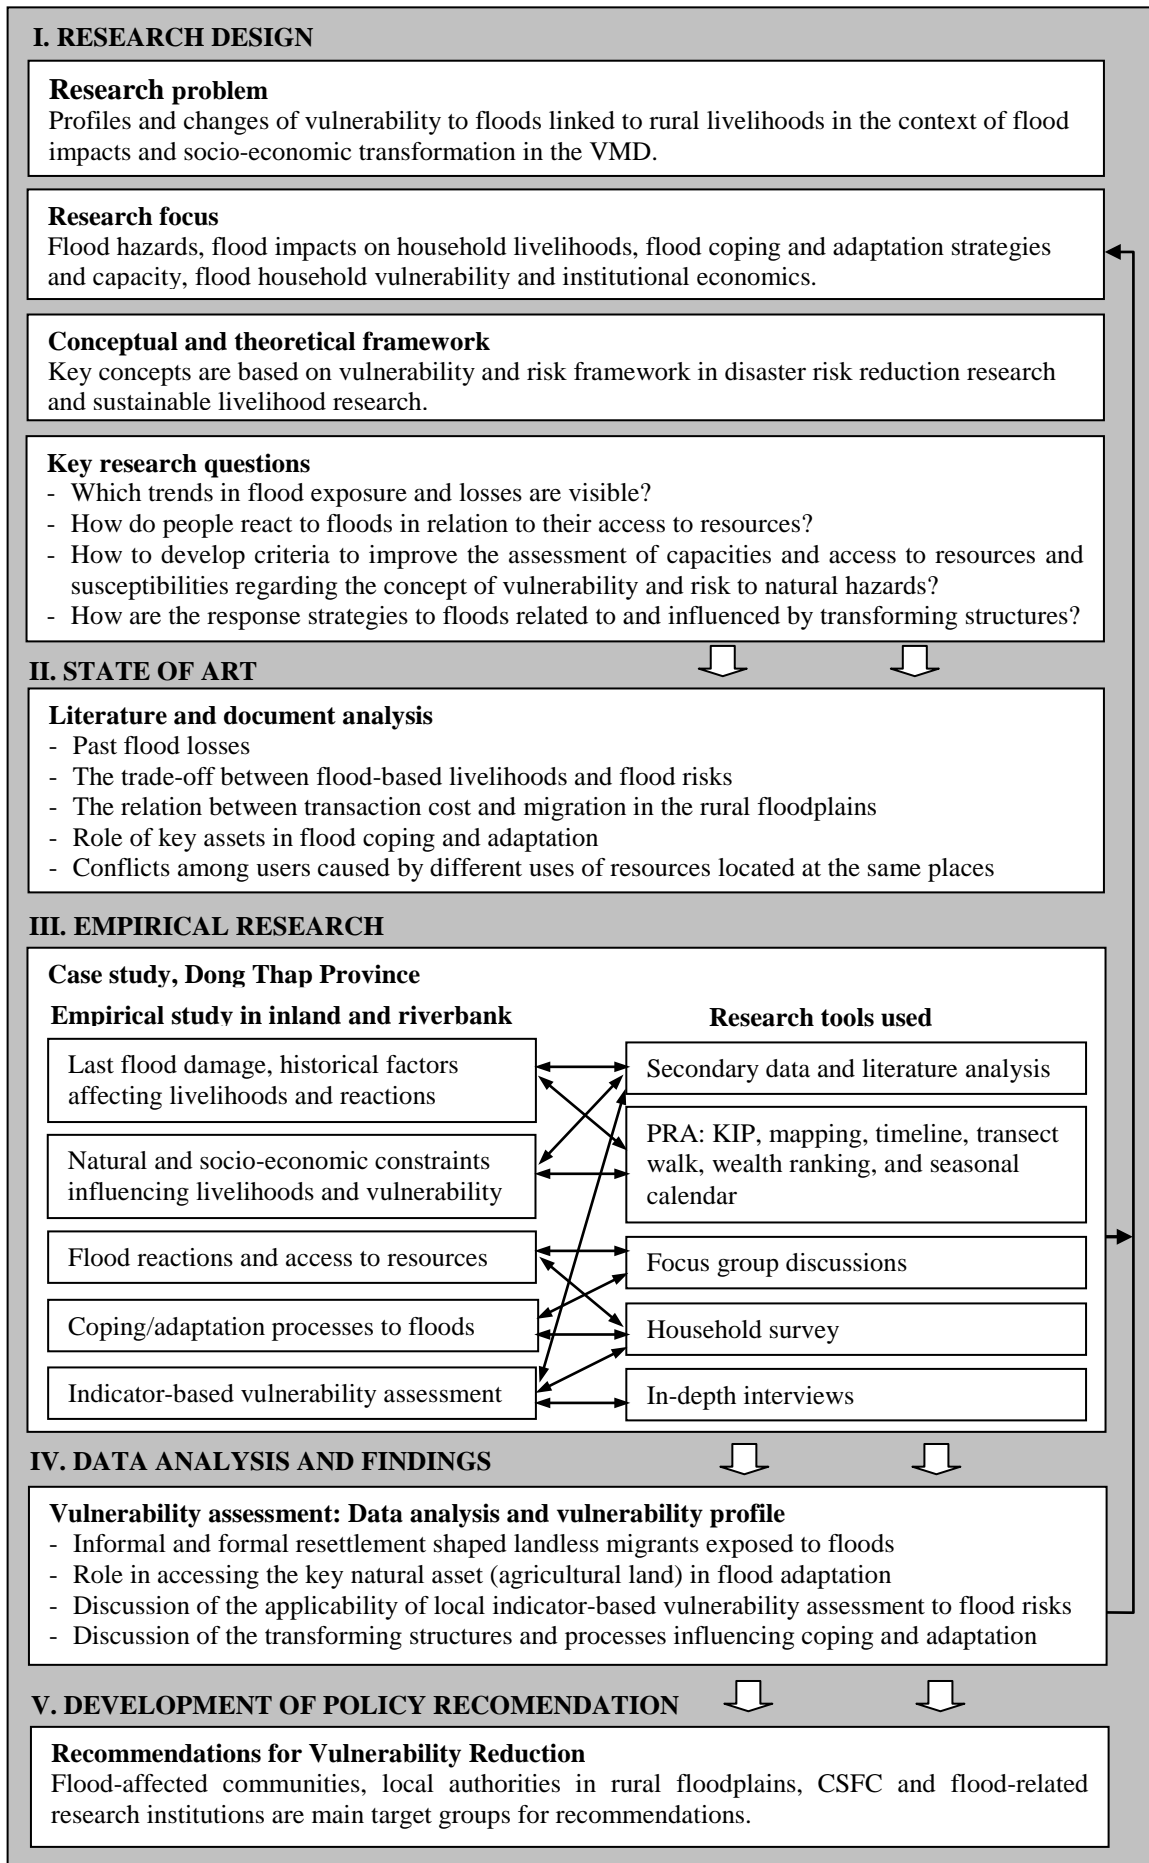 I. RESEARCH DESIGN
Research problem
Profiles and changes of vulnerability to floods linked to rural livelihoods in the context of flood
impacts and socio-economic transformation in the VMD.
Research focus
Flood hazards, flood impacts on household livelihoods, flood coping and adaptation strategies
and capacity, flood household vulnerability and institutional economics.
Conceptual and theoretical framework
Key concepts are based on vulnerability and risk framework in disaster risk reduction research
and sustainable livelihood research.
Key research questions
- Which trends in flood exposure and losses are visible?
- How do people react to floods in relation to their access to resources?
- How to develop criteria to improve the assessment of capacities and access to resources and
susceptibilities regarding the concept of vulnerability and risk to natural hazards?
- How are the response strategies to floods related to and influenced by transforming structures?
II. STATE OF ART
Literature and document analysis
- Past flood losses
- The trade-off between flood-based livelihoods and flood risks
- The relation between transaction cost and migration in the rural floodplains
- Role of key assets in flood coping and adaptation
- Conflicts among users caused by different uses of resources located at the same places
III. EMPIRICAL RESEARCH
Case study, Dong Thap Province
Empirical study in inland and riverbank
Last flood damage, historical factors
affecting livelihoods and reactions
Natural and socio-economic constraints
influencing livelihoods and vulnerability
Flood reactions and access to resources
Coping/adaptation processes to floods
Indicator-based vulnerability assessment
Research tools used
Secondary data and literature analysis
PRA: KIP, mapping, timeline, transect
walk, wealth ranking, and seasonal
calendar
Focus group discussions
Household survey
In-depth interviews
IV. DATA ANALYSIS AND FINDINGS
Vulnerability assessment: Data analysis and vulnerability profile
- Informal and formal resettlement shaped landless migrants exposed to floods
- Role in accessing the key natural asset (agricultural land) in flood adaptation
- Discussion of the applicability of local indicator-based vulnerability assessment to flood risks
- Discussion of the transforming structures and processes influencing coping and adaptation
V. DEVELOPMENT OF POLICY RECOMENDATION
Recommendations for Vulnerability Reduction
Flood-affected communities, local authorities in rural floodplains, CSFC and flood-related
research institutions are main target groups for recommendations.